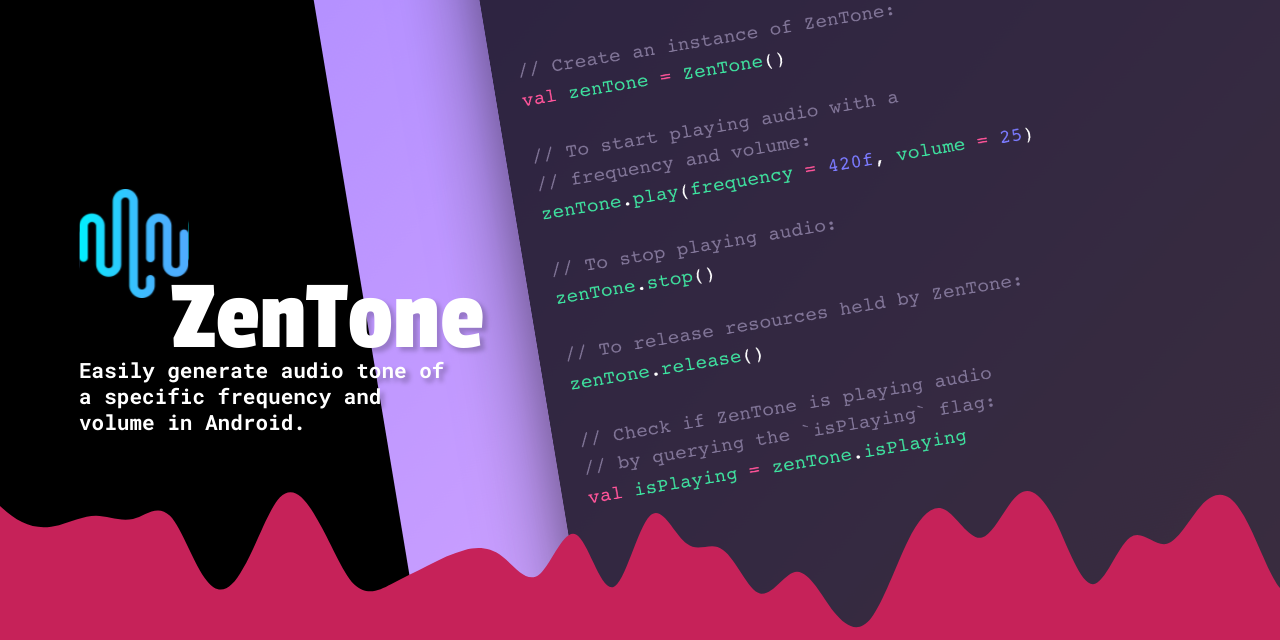 ZenTone
Easily generate audio tone of
a specific frequency and
volume in Android.
// Create an instance of ZenTone:
val zenTone = ZenTone()
// To start playing audio with a
// frequency and volume:
zenTone.play(frequency = 420f, volume = 25)
// To stop playing audio:
zenTone.stop()
// To release resources held by ZenTone:
zenTone.release()
// Check if ZenTone is playing audio
// by querying the `isPlaying` flag:
val isPlaying = zenTone.isPlaying